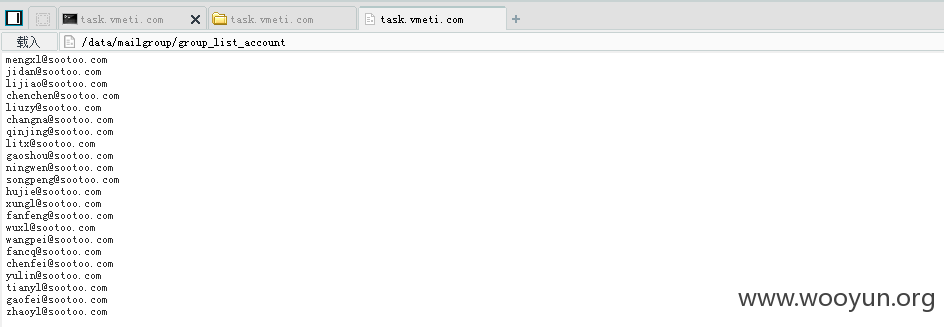 task.vmeti.com
task.vmeti.com
task.vmeti.com
载入
/data/mailgroup/group_list_account
mengxl@sootoo.com
jidan@sootoo.com
lijiao@sootoo.com
chenchen@sootoo.com
liuzy@sootoo.com
changna@sootoo.com
qinjing@sootoo.com
litx@sootoo.com
gaoshou@sootoo.com
ningwen@sootoo.com
songpeng@sootoo.com
hujie@sootoo.com
xungl@sootoo.com
fanfeng@sootoo.com
wuxl@sootoo.com
wangpei@sootoo.com
fancq@sootoo.com
chenfei@sootoo.com
yulin@sootoo.com
tianyl@sootoo.com
gaofei@sootoo.com
zhaoyl@sootoo.com
www.wooyun.org